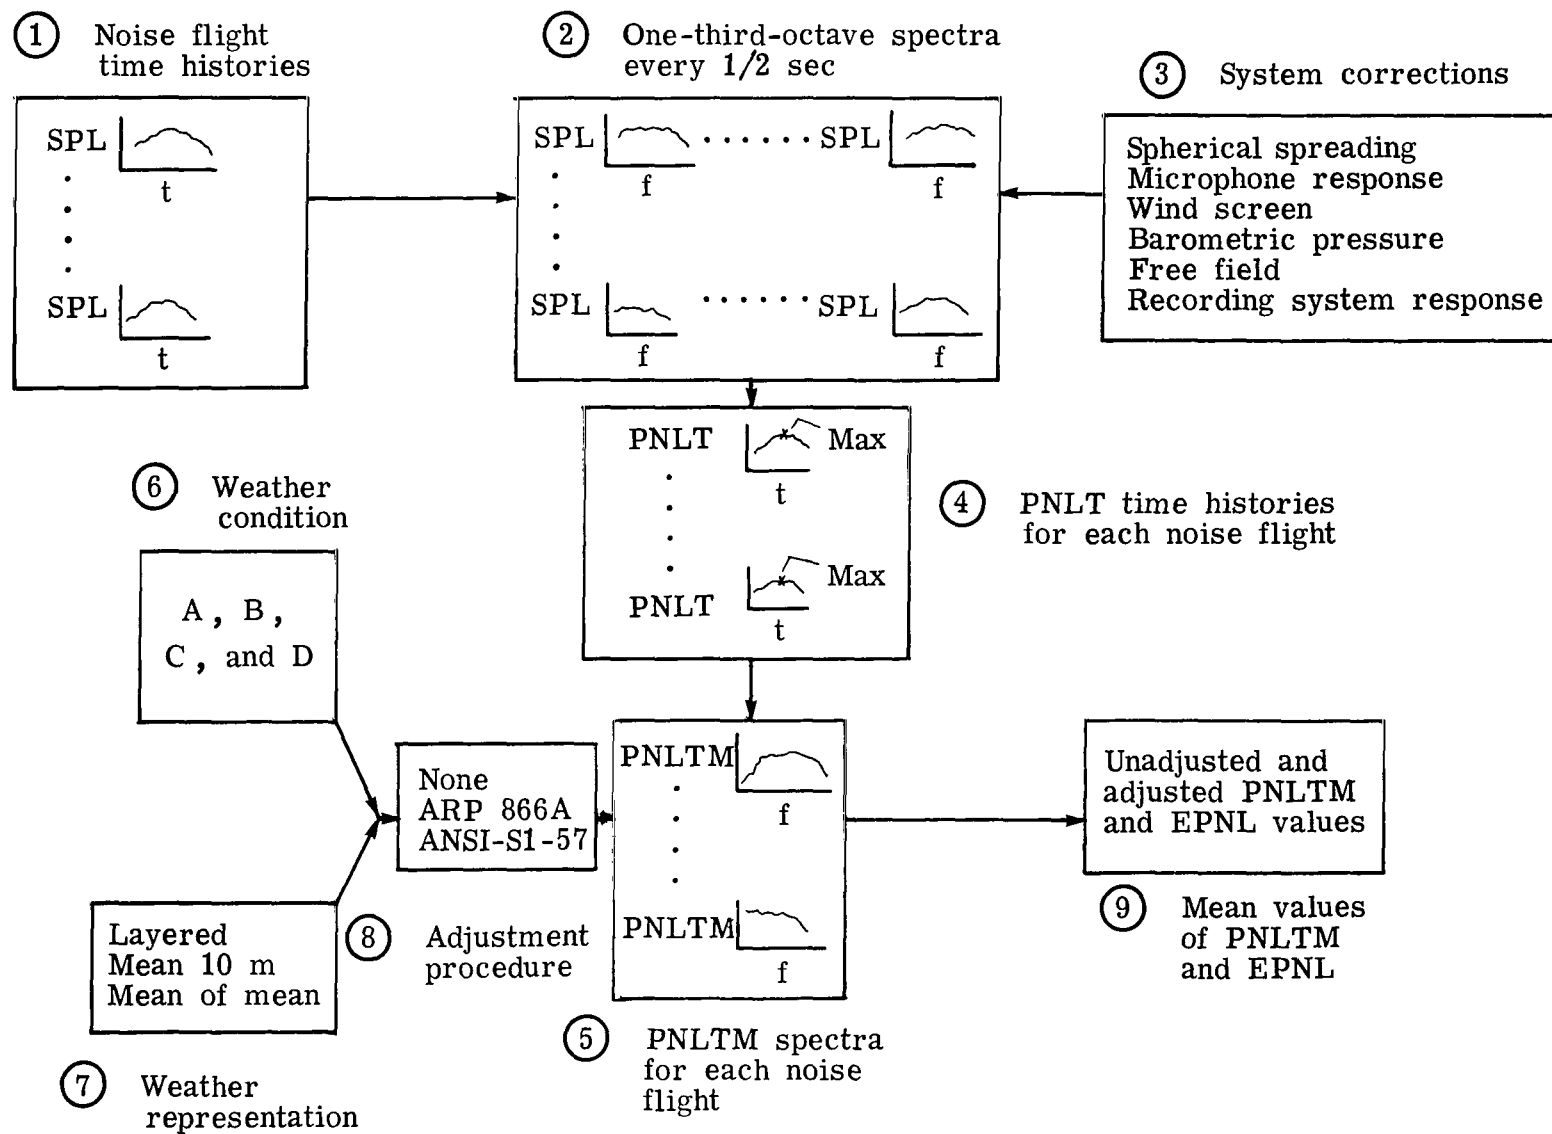 1 Noise flight
time histories
SPL
t
SPL
t
2 One-third-octave spectra
every 1/2 sec
SPL ...... SPL
f f
SPL ...... SPL
f f
3 System corrections
Spherical spreading
Microphone response
Wind screen
Barometric pressure
Free field
Recording system response
PNLT Max
t
PNLT Max
t
4 PNLT time histories
for each noise flight
6 Weather
condition
A , B ,
C , and D
None
ARP 866A
ANSI-S1-57
Layered
Mean 10 m
Mean of mean
7 Weather
representation
8 Adjustment
procedure
PNLTM
f
PNLTM
f
5 PNLTM spectra
for each noise
flight
Unadjusted and
adjusted PNLTM
and EPNL values
9 Mean values
of PNLTM
and EPNL